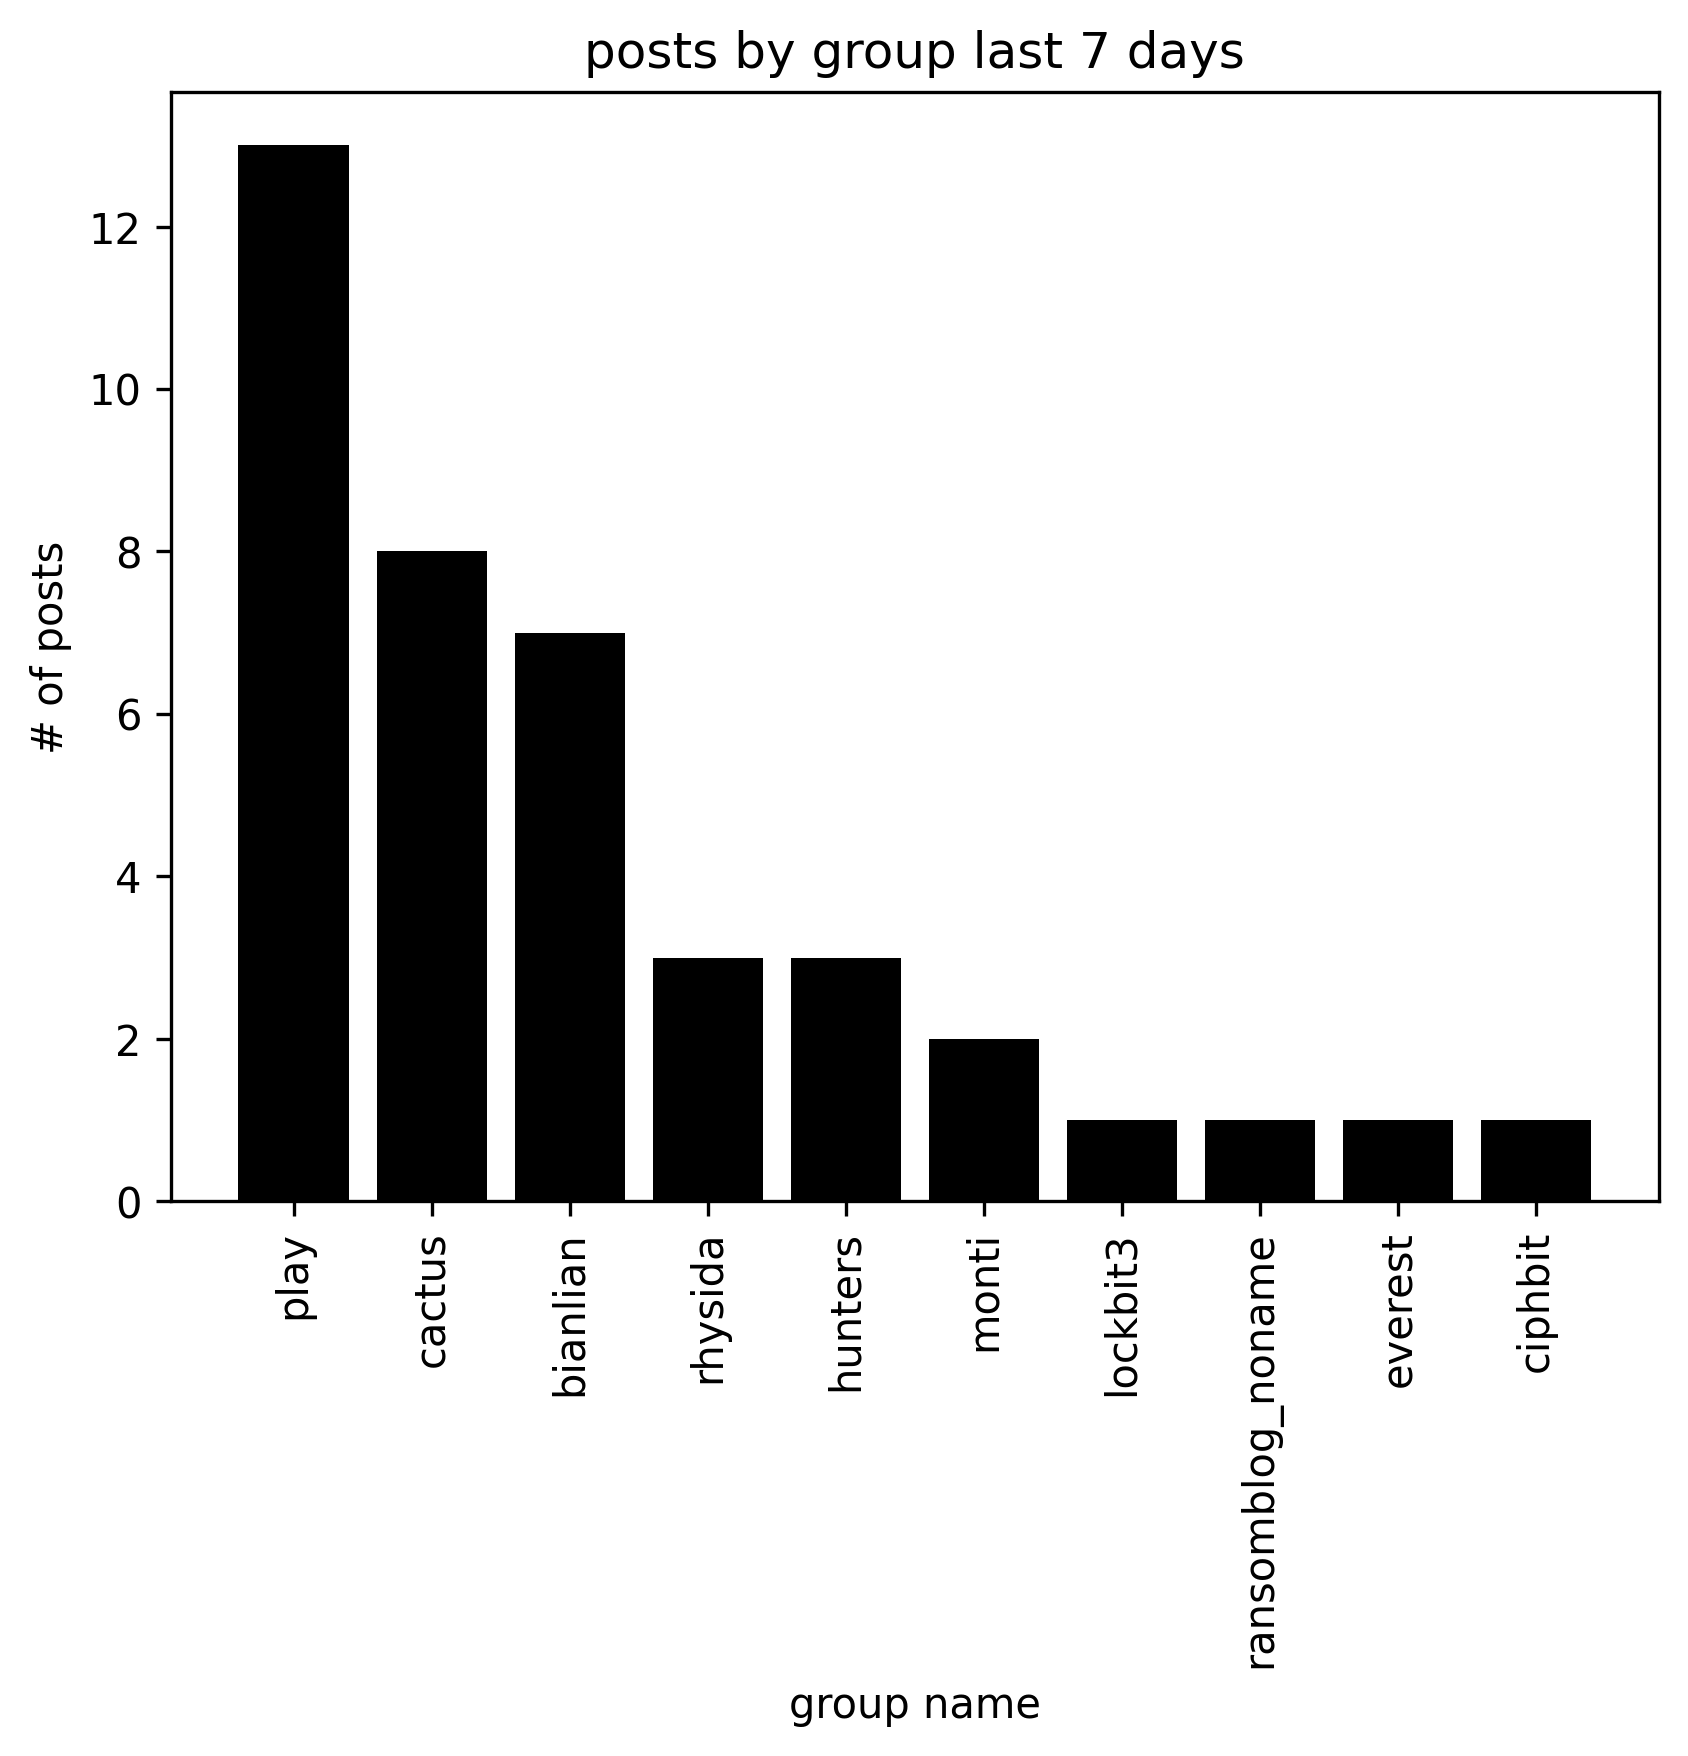 posts by group last 7 days
# of posts
12
10
8
6
4
2
0
play
cactus
bianlian
rhysida
hunters
monti
lockbit3
ransomblog_noname
everest
ciphbit
group name